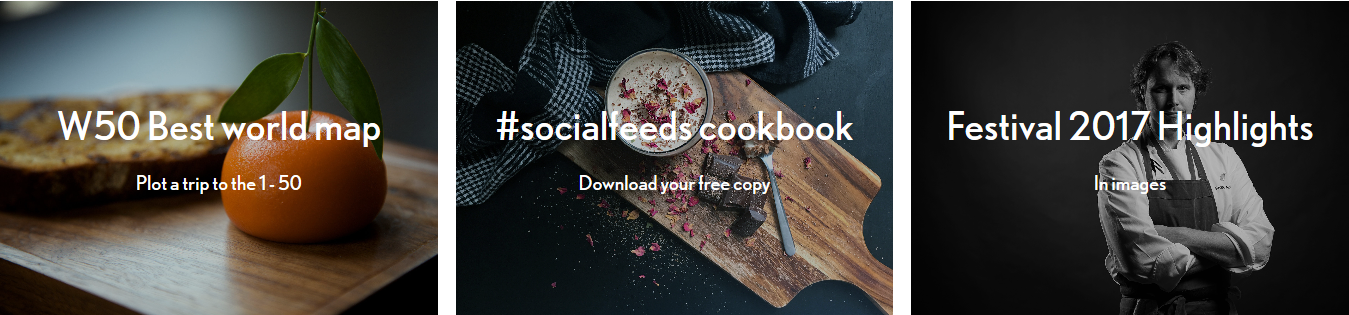 W50 Best world map
Plot a trip to the 1 - 50
#socialfeeds cookbook
Download your free copy
Festival 2017 Highlights
In images